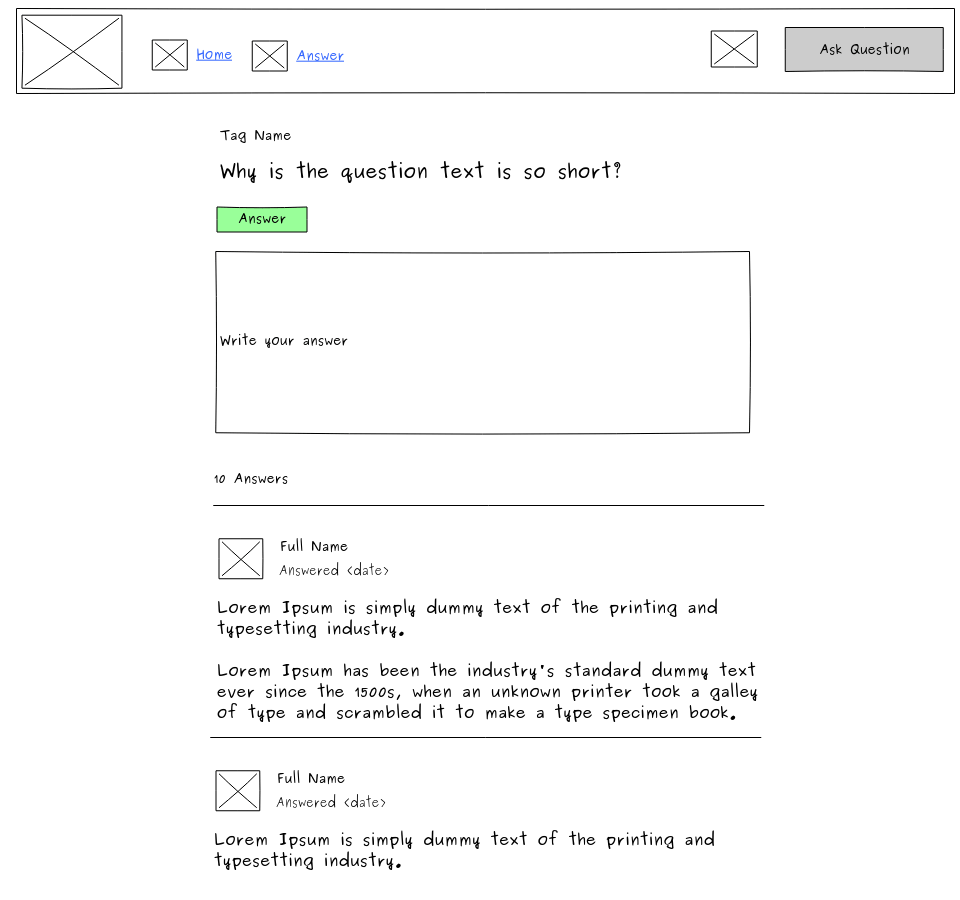 Home
Answer
Ask Question
Tag Name
Why is the question text is so short?
Answer
Write your answer
10 Answers
Full Name
Answered <date>
Lorem Ipsum is simply dummy text of the printing and
typesetting industry.
Lorem Ipsum has been the industry's standard dummy text
ever since the 1500s, when an unknown printer took a galley
of type and scrambled it to make a type specimen book.
Full Name
Answered <date>
Lorem Ipsum is simply dummy text of the printing and
typesetting industry.